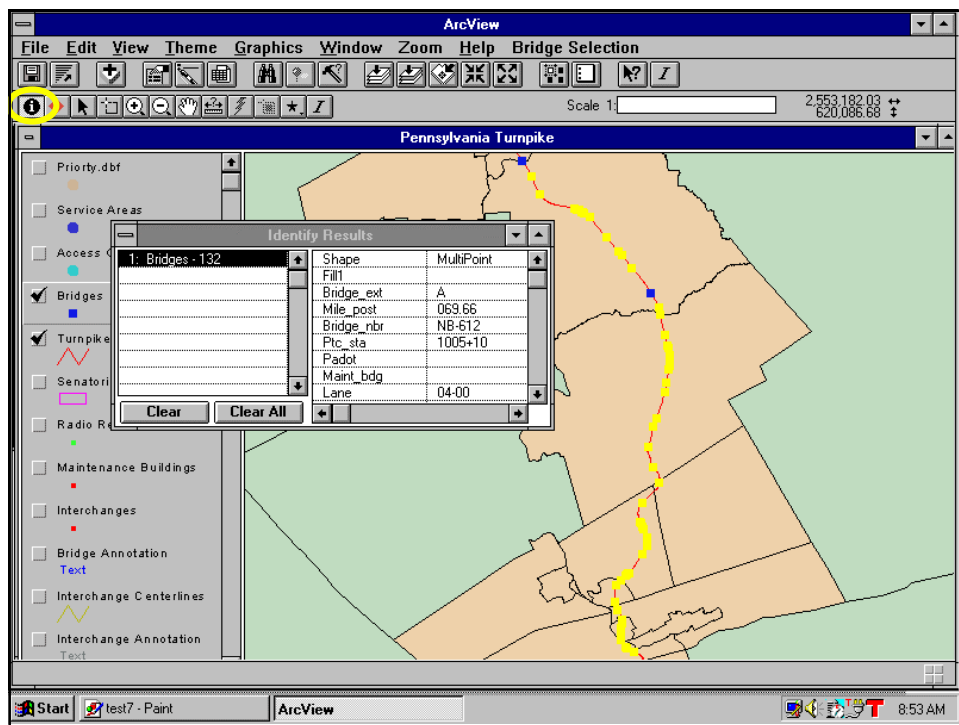 ArcView
File Edit View Theme Graphics Window Zoom Help Bridge Selection
Scale 1:
2,553,182.03
620,086.68
Pennsylvania Turnpike
Priorty.dbf
Service Areas
Access
Bridges
Turnpike
Senatori
Radio Re
Maintenance Buildings
Interchanges
Bridge Annotation
Text
Interchange Centerlines
Interchange Annotation
Text
Identify Results
1: Bridges - 132
Shape MultiPoint
Fill1
Bridge_ext A
Mile_post 069.66
Bridge_nbr NB-612
Ptc_sta 1005+10
Padot
Maint_bdg
Lane 04-00
Clear Clear All
Start test7 - Paint ArcView 8:53 AM